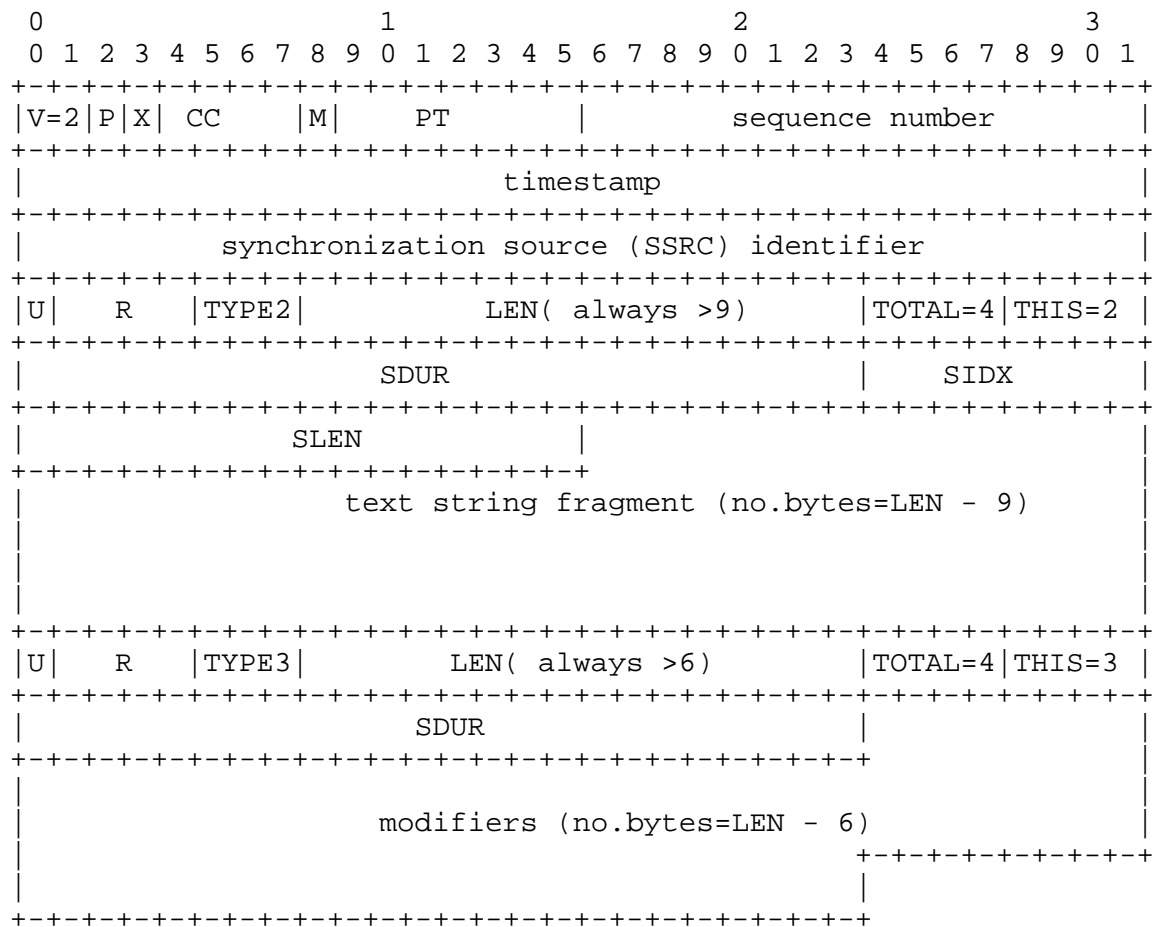 0                   1                   2                   3
 0 1 2 3 4 5 6 7 8 9 0 1 2 3 4 5 6 7 8 9 0 1 2 3 4 5 6 7 8 9 0 1
+-+-+-+-+-+-+-+-+-+-+-+-+-+-+-+-+-+-+-+-+-+-+-+-+-+-+-+-+-+-+-+-+
|V=2|P|X| CC    |M|    PT       |        sequence number        |
+-+-+-+-+-+-+-+-+-+-+-+-+-+-+-+-+-+-+-+-+-+-+-+-+-+-+-+-+-+-+-+-+
|                           timestamp                           |
+-+-+-+-+-+-+-+-+-+-+-+-+-+-+-+-+-+-+-+-+-+-+-+-+-+-+-+-+-+-+-+-+
|           synchronization source (SSRC) identifier            |
+-+-+-+-+-+-+-+-+-+-+-+-+-+-+-+-+-+-+-+-+-+-+-+-+-+-+-+-+-+-+-+-+
|U|   R   |TYPE2|          LEN( always >9)      |TOTAL=4|THIS=2 |
+-+-+-+-+-+-+-+-+-+-+-+-+-+-+-+-+-+-+-+-+-+-+-+-+-+-+-+-+-+-+-+-+
|                    SDUR                       |    SIDX       |
+-+-+-+-+-+-+-+-+-+-+-+-+-+-+-+-+-+-+-+-+-+-+-+-+-+-+-+-+-+-+-+-+
|               SLEN            |                               |
+-+-+-+-+-+-+-+-+-+-+-+-+-+-+-+-+                               |
|                  text string fragment (no.bytes=LEN - 9)      |
|                                                               |
|                                                               |
|                                                               |
+-+-+-+-+-+-+-+-+-+-+-+-+-+-+-+-+-+-+-+-+-+-+-+-+-+-+-+-+-+-+-+-+
|U|   R   |TYPE3|        LEN( always >6)        |TOTAL=4|THIS=3 |
+-+-+-+-+-+-+-+-+-+-+-+-+-+-+-+-+-+-+-+-+-+-+-+-+-+-+-+-+-+-+-+-+
|                      SDUR                     |               |
+-+-+-+-+-+-+-+-+-+-+-+-+-+-+-+-+-+-+-+-+-+-+-+-+               |
|                                                               |
|                    modifiers (no.bytes=LEN - 6)               |
|                                               +-+-+-+-+-+-+-+-+
|                                               |
+-+-+-+-+-+-+-+-+-+-+-+-+-+-+-+-+-+-+-+-+-+-+-+-+